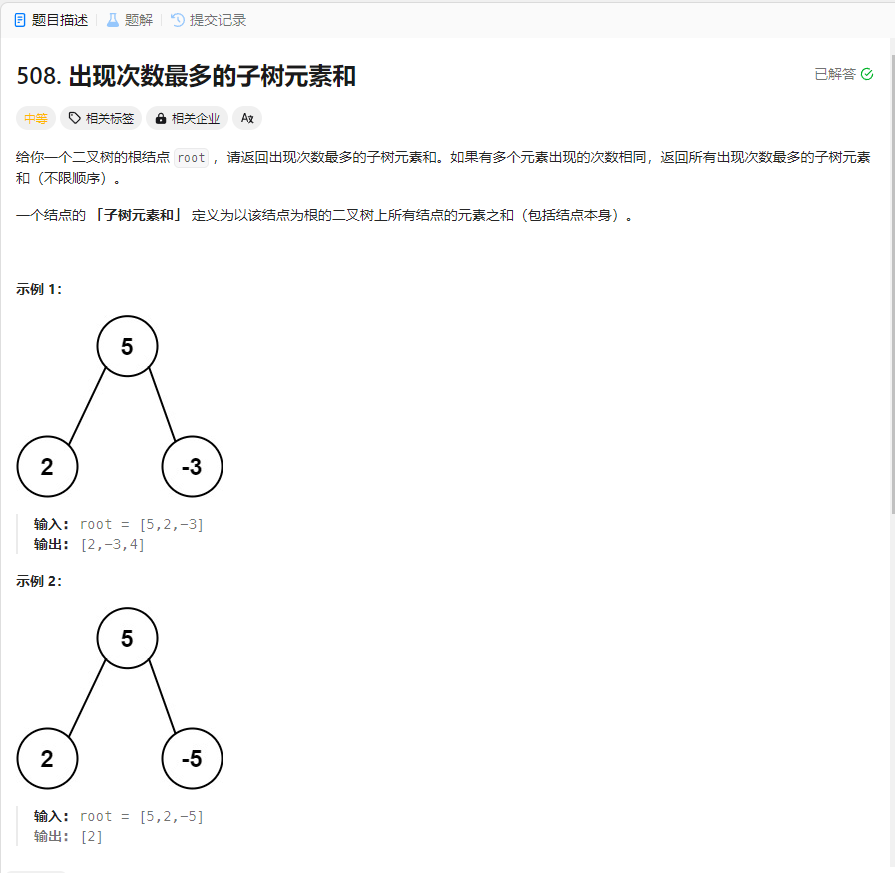 题目描述 题解 提交记录
508. 出现次数最多的子树元素和 已解答
中等 相关标签 相关企业 Aあ
给你一个二叉树的根结点 root ，请返回出现次数最多的子树元素和。如果有多个元素出现的次数相同，返回所有出现次数最多的子树元素
和（不限顺序）。
一个结点的 「子树元素和」 定义为以该结点为根的二叉树上所有结点的元素之和（包括结点本身）。
示例 1：
5
2 -3
输入： root = [5,2,-3]
输出： [2,-3,4]
示例 2：
5
2 -5
输入： root = [5,2,-5]
输出: [2]